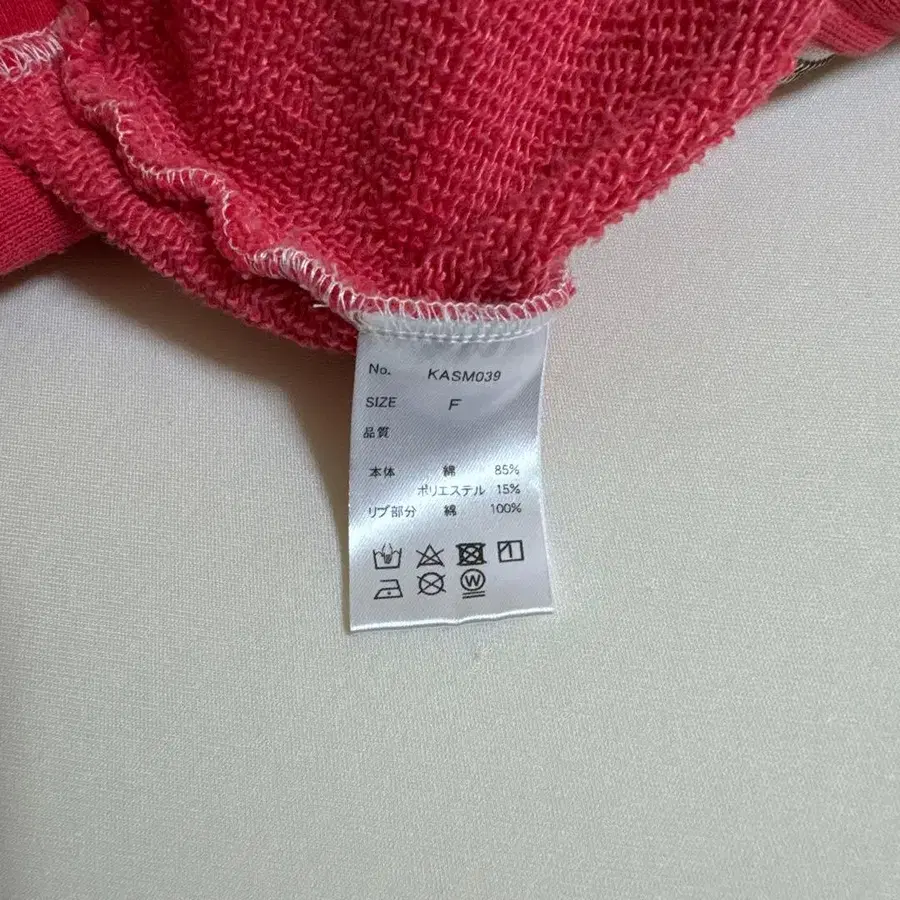 No. KASM039
SIZE F
品質
本体 綿 85%
ポリエステル 15%
リブ部分 綿 100%
W